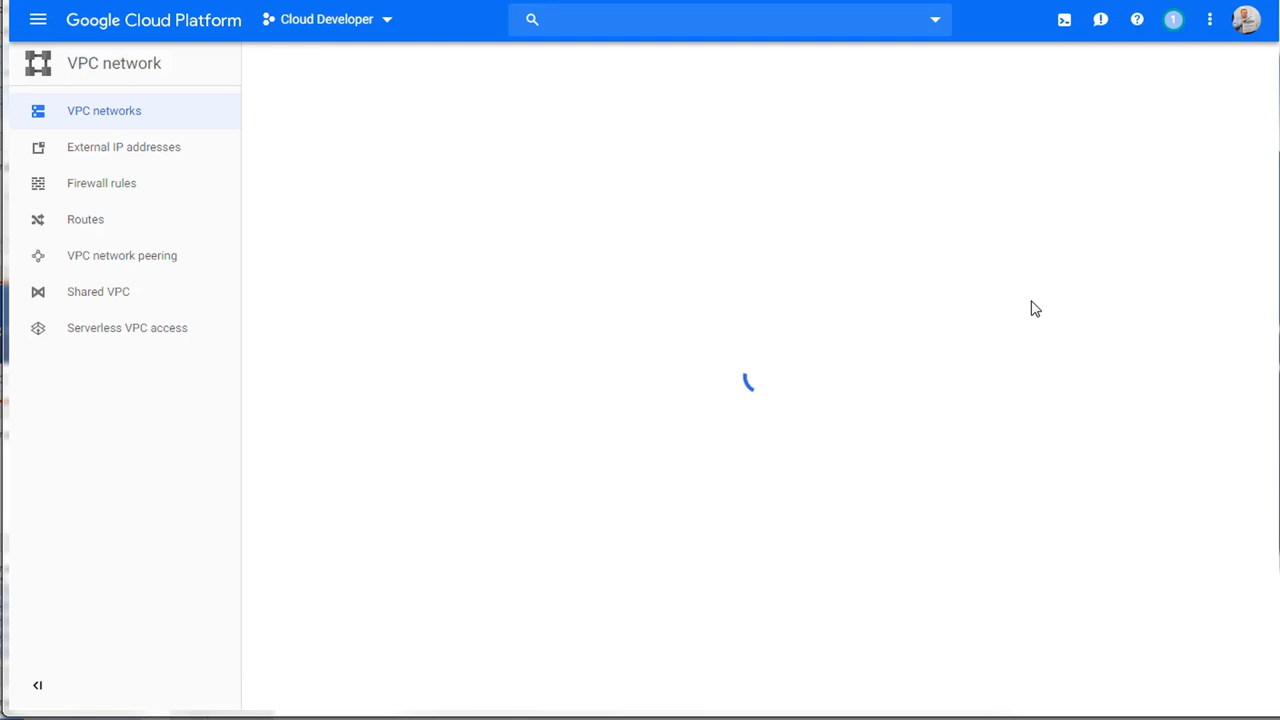 Google Cloud Platform
Cloud Developer
1
VPC network
VPC networks
External IP addresses
Firewall rules
Routes
VPC network peering
Shared VPC
Serverless VPC access